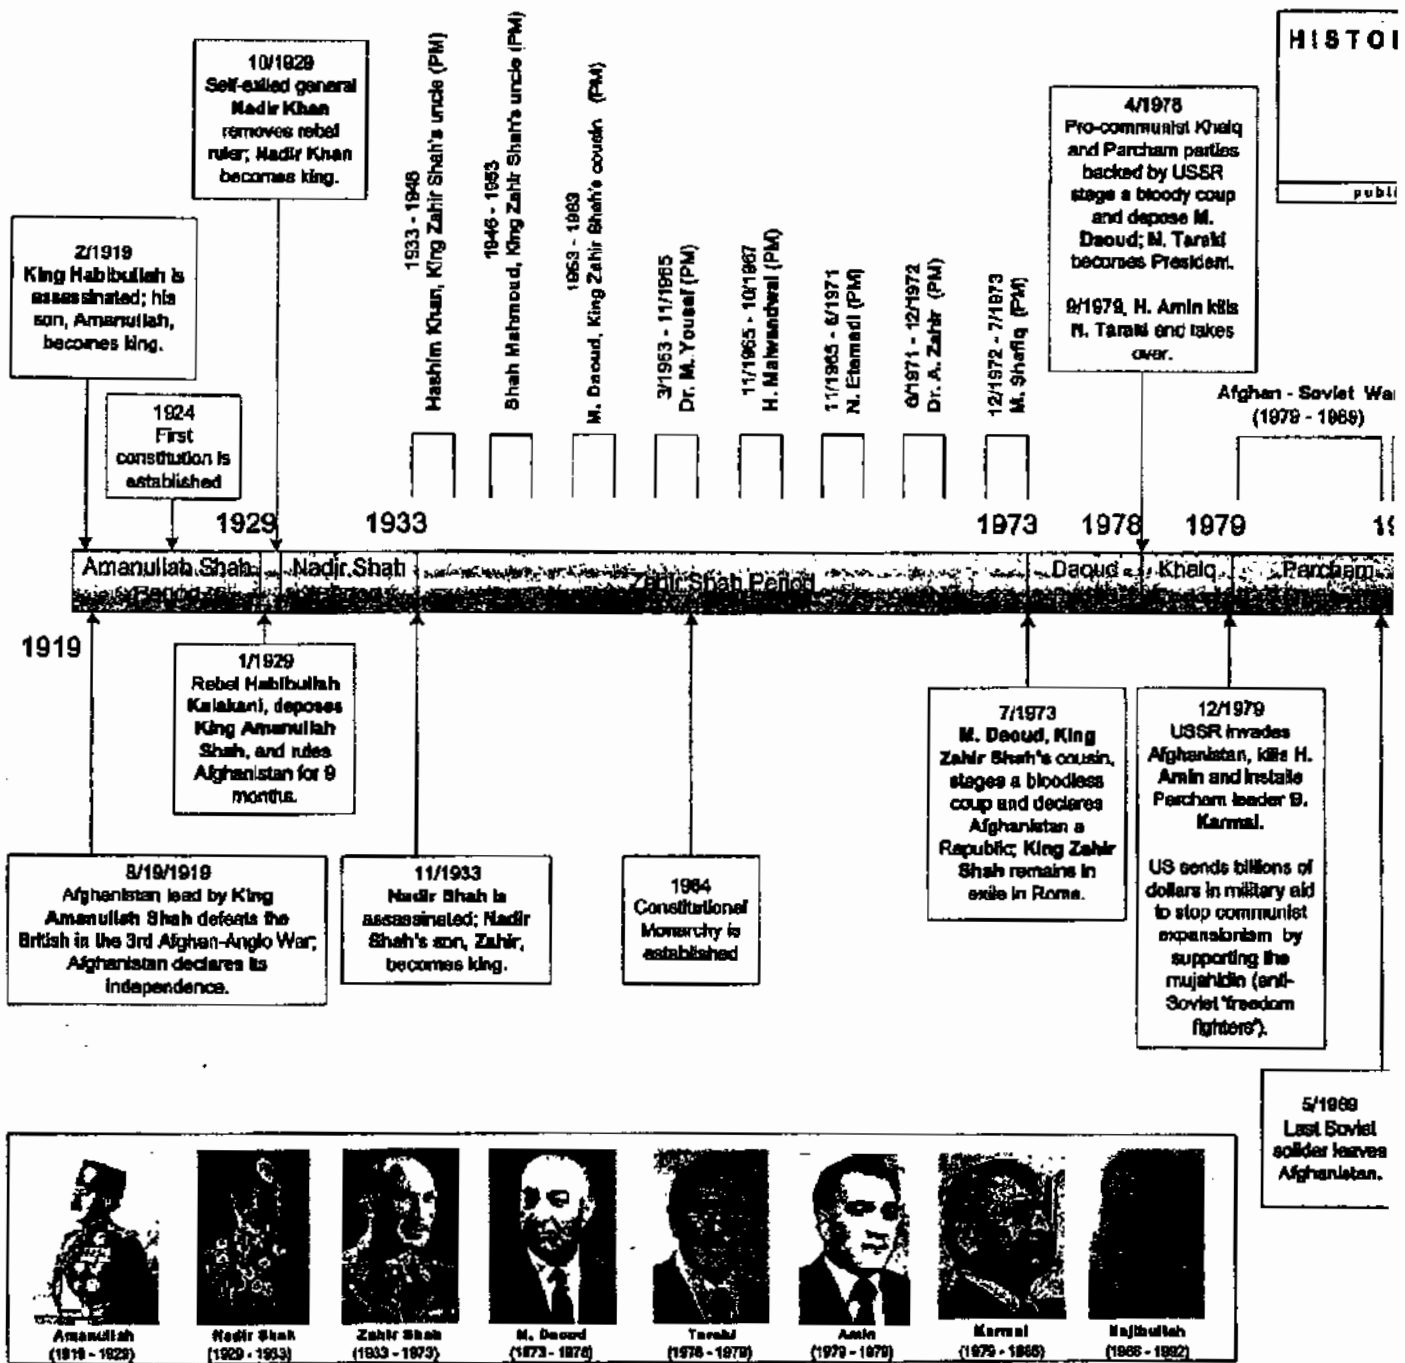 HISTO
publi
10/1929
Self-exiled general
Nadir Khan
removes rebel
ruler; Nadir Khan
becomes king.
2/1919
King Habibullah is
assassinated; his
son, Amanullah,
becomes king.
1924
First
constitution is
established
1933 - 1946
Hashim Khan, King Zahir Shah's uncle (PM)
1946 - 1953
Shah Mahmoud, King Zahir Shah's uncle (PM)
1953 - 1963
M. Daoud, King Zahir Shah's cousin (PM)
3/1963 - 11/1965
Dr. M. Yousef (PM)
11/1965 - 10/1967
H. Maiwandwal (PM)
11/1965 - 6/1971
N. Etemadi (PM)
6/1971 - 12/1972
Dr. A. Zahir (PM)
12/1972 - 7/1973
M. Shafiq (PM)
4/1978
Pro-communist Khalq
and Parcham parties
backed by USSR
stage a bloody coup
and depose M.
Daoud; N. Taraki
becomes President.
9/1979, H. Amin kills
N. Taraki and takes
over.
Afghan - Soviet Wa
(1979 - 1989)
1929
1933
1973
1978
1979
19
Amanullah Shah
Period
Nadir Shah
Zahir Shah Period
Daoud
Khalq
Parcham
1919
1/1929
Rebel Habibullah
Kalakani, deposes
King Amanullah
Shah, and rules
Afghanistan for 9
months.
8/19/1919
Afghanistan lead by King
Amanullah Shah defeats the
British in the 3rd Afghan-Anglo War;
Afghanistan declares its
independence.
11/1933
Nadir Shah is
assassinated; Nadir
Shah's son, Zahir,
becomes king.
1964
Constitutional
Monarchy is
established
7/1973
M. Daoud, King
Zahir Shah's cousin,
stages a bloodless
coup and declares
Afghanistan a
Republic; King Zahir
Shah remains in
exile in Rome.
12/1979
USSR invades
Afghanistan, kills H.
Amin and installs
Parcham leader B.
Karmal.
US sends billions of
dollars in military aid
to stop communist
expansionism by
supporting the
mujahidin (anti-
Soviet "freedom
fighters").
5/1989
Last Soviet
solider leaves
Afghanistan.
Amanullah
(1919 - 1929)
Nadir Shah
(1929 - 1933)
Zahir Shah
(1933 - 1973)
M. Daoud
(1973 - 1978)
Taraki
(1978 - 1979)
Amin
(1979 - 1979)
Karmal
(1979 - 1986)
Najibullah
(1986 - 1992)